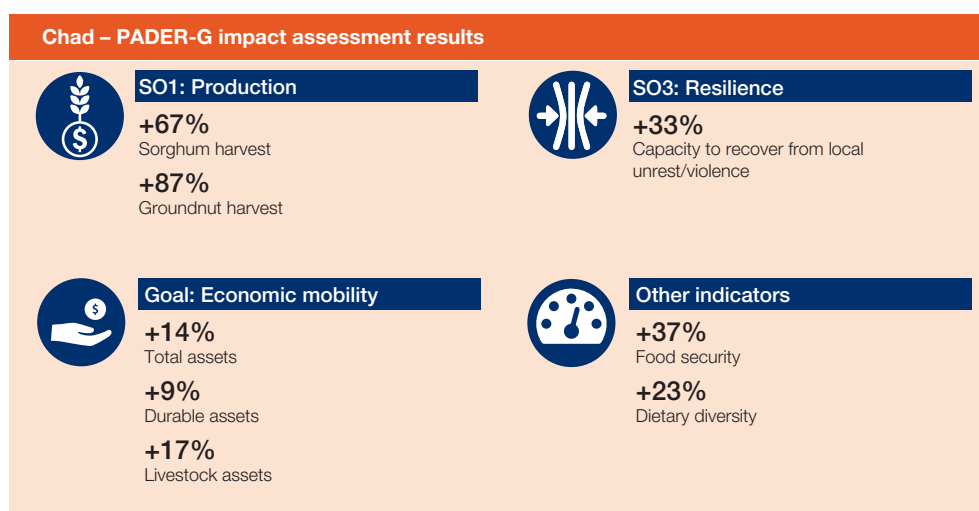 Chad – PADER-G impact assessment results
SO1: Production
+67%
Sorghum harvest
+87%
Groundnut harvest
SO3: Resilience
+33%
Capacity to recover from local
unrest/violence
Goal: Economic mobility
+14%
Total assets
+9%
Durable assets
+17%
Livestock assets
Other indicators
+37%
Food security
+23%
Dietary diversity
$
$